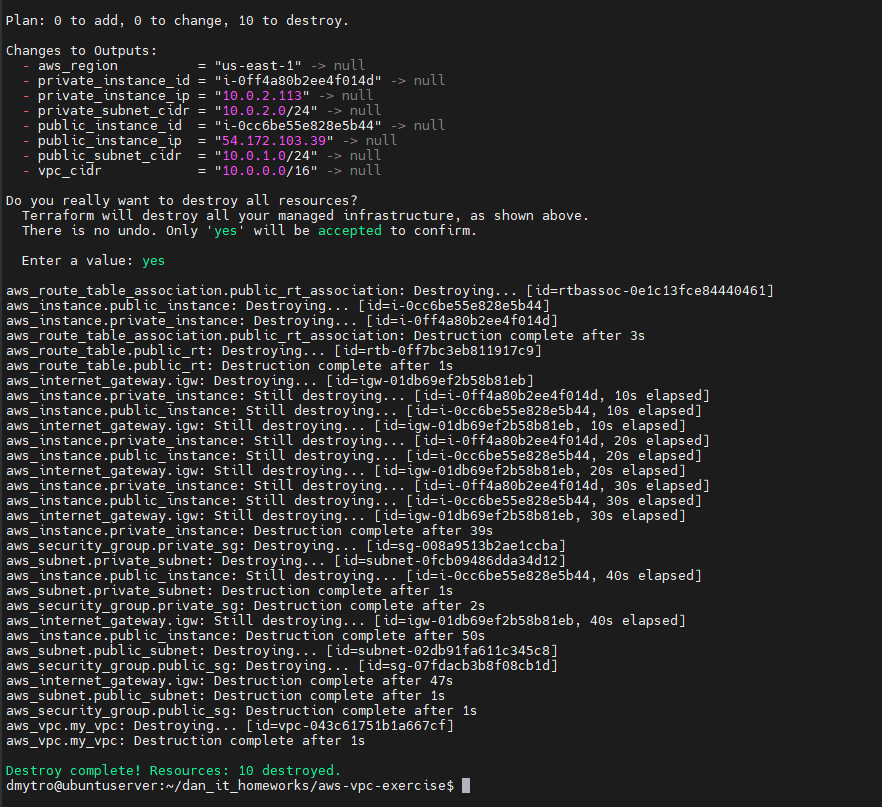 Plan: 0 to add, 0 to change, 10 to destroy.
Changes to Outputs:
- aws_region          = "us-east-1" -> null
- private_instance_id = "i-0ff4a80b2ee4f014d" -> null
- private_instance_ip = "10.0.2.113" -> null
- private_subnet_cidr = "10.0.2.0/24" -> null
- public_instance_id  = "i-0cc6be55e828e5b44" -> null
- public_instance_ip  = "54.172.103.39" -> null
- public_subnet_cidr  = "10.0.1.0/24" -> null
- vpc_cidr            = "10.0.0.0/16" -> null
Do you really want to destroy all resources?
Terraform will destroy all your managed infrastructure, as shown above.
There is no undo. Only 'yes' will be accepted to confirm.
Enter a value: yes
aws_route_table_association.public_rt_association: Destroying... [id=rtbassoc-0e1c13fce84440461]
aws_instance.public_instance: Destroying... [id=i-0cc6be55e828e5b44]
aws_instance.private_instance: Destroying... [id=i-0ff4a80b2ee4f014d]
aws_route_table_association.public_rt_association: Destruction complete after 3s
aws_route_table.public_rt: Destroying... [id=rtb-0ff7bc3eb811917c9]
aws_route_table.public_rt: Destruction complete after 1s
aws_internet_gateway.igw: Destroying... [id=igw-01db69ef2b58b81eb]
aws_instance.private_instance: Still destroying... [id=i-0ff4a80b2ee4f014d, 10s elapsed]
aws_instance.public_instance: Still destroying... [id=i-0cc6be55e828e5b44, 10s elapsed]
aws_internet_gateway.igw: Still destroying... [id=igw-01db69ef2b58b81eb, 10s elapsed]
aws_instance.private_instance: Still destroying... [id=i-0ff4a80b2ee4f014d, 20s elapsed]
aws_instance.public_instance: Still destroying... [id=i-0cc6be55e828e5b44, 20s elapsed]
aws_internet_gateway.igw: Still destroying... [id=igw-01db69ef2b58b81eb, 20s elapsed]
aws_instance.private_instance: Still destroying... [id=i-0ff4a80b2ee4f014d, 30s elapsed]
aws_instance.public_instance: Still destroying... [id=i-0cc6be55e828e5b44, 30s elapsed]
aws_internet_gateway.igw: Still destroying... [id=igw-01db69ef2b58b81eb, 30s elapsed]
aws_instance.private_instance: Destruction complete after 39s
aws_security_group.private_sg: Destroying... [id=sg-008a9513b2ae1ccba]
aws_subnet.private_subnet: Destroying... [id=subnet-0fcb09486dda34d12]
aws_instance.public_instance: Still destroying... [id=i-0cc6be55e828e5b44, 40s elapsed]
aws_subnet.private_subnet: Destruction complete after 1s
aws_security_group.private_sg: Destruction complete after 2s
aws_internet_gateway.igw: Still destroying... [id=igw-01db69ef2b58b81eb, 40s elapsed]
aws_instance.public_instance: Destruction complete after 50s
aws_subnet.public_subnet: Destroying... [id=subnet-02db91fa611c345c8]
aws_security_group.public_sg: Destroying... [id=sg-07fdacb3b8f08cb1d]
aws_internet_gateway.igw: Destruction complete after 47s
aws_subnet.public_subnet: Destruction complete after 1s
aws_security_group.public_sg: Destruction complete after 1s
aws_vpc.my_vpc: Destroying... [id=vpc-043c61751b1a667cf]
aws_vpc.my_vpc: Destruction complete after 1s
Destroy complete! Resources: 10 destroyed.
dmytro@ubuntuserver:~/dan_it_homeworks/aws-vpc-exercise$